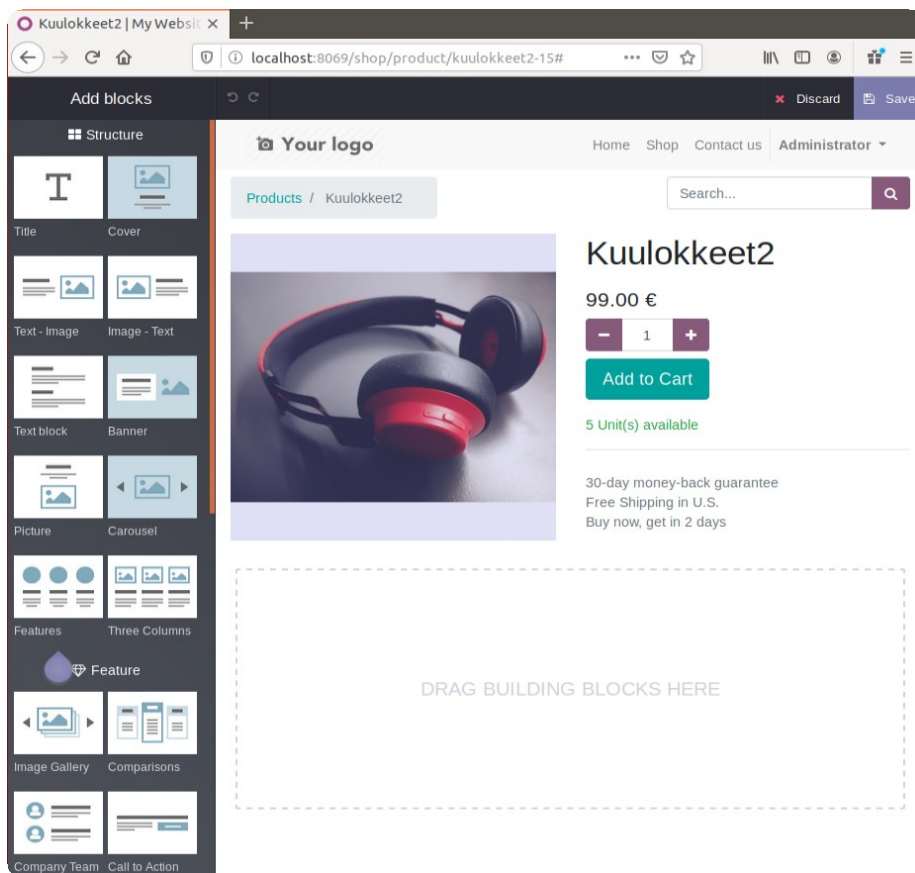 Kuulokkeet2 | My Websit
localhost:8069/shop/product/kuulokkeet2-15#
Add blocks
Discard
Save
Structure
Your logo
Home Shop Contact us Administrator
Title Cover
Products / Kuulokkeet2
Search...
Kuulokkeet2
99.00 €
1
Text - Image Image - Text
Add to Cart
5 Unit(s) available
Text block Banner
30-day money-back guarantee
Free Shipping in U.S.
Buy now, get in 2 days
Picture Carousel
Features Three Columns
Feature
DRAG BUILDING BLOCKS HERE
Image Gallery Comparisons
Company Team Call to Action